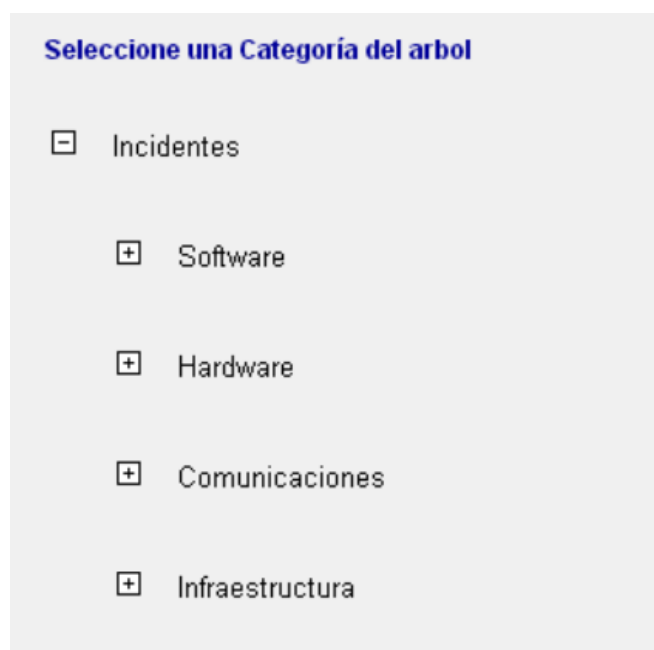 Seleccione una Categoría del arbol
Incidentes
Software
Hardware
Comunicaciones
Infraestructura